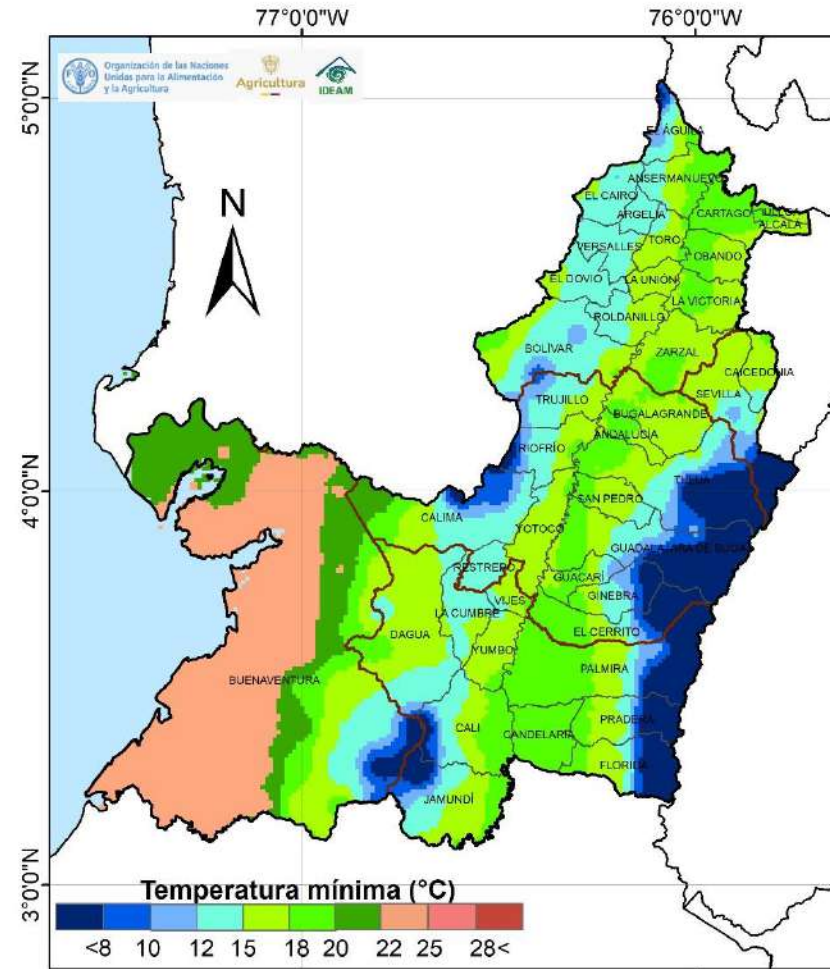 77°0'0"W
76°0'0"W
5°0'0"N
4°0'0"N
3°0'0"N
FAO
Organización de las Naciones
Unidas para la Alimentación
y la Agricultura
Agricultura
IDEAM
N
EL ÁGUILA
ANSERMANUEVO
EL CAIRO
ARGELIA
CARTAGO
ALCALÁ
TORO
VERSALLES
OBANDO
EL DOVIO
LA UNIÓN
LA VICTORIA
ROLDANILLO
BOLÍVAR
ZARZAL
CAICEDONIA
TRUJILLO
SEVILLA
BUGALAGRANDE
ANDALUCÍA
RIOFRÍO
TULUÁ
SAN PEDRO
CALIMA
YOTOCO
GUADALAJARA DE BUGA
RESTREPO
GUACARÍ
GINEBRA
VIJES
LA CUMBRE
EL CERRITO
DAGUA
YUMBO
PALMIRA
BUENAVENTURA
CALI
CANDELARIA
PRADERA
FLORIDA
JAMUNDÍ
Temperatura mínima (°C)
<8 10 12 15 18 20 22 25 28<